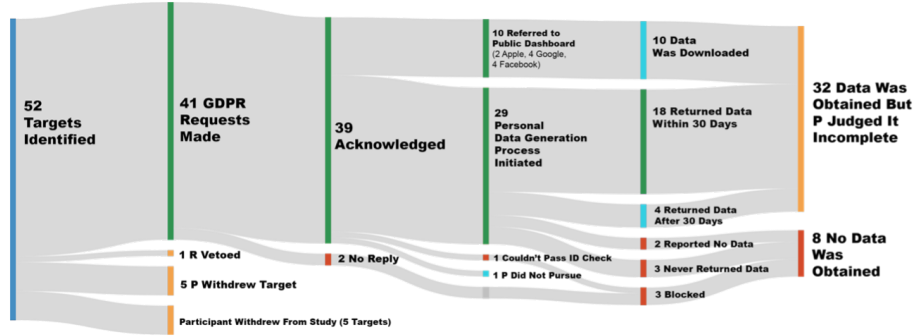 52
Targets
Identified
41 GDPR
Requests
Made
1 R Vetoed
5 P Withdrew Target
Participant Withdrew From Study (5 Targets)
39
Acknowledged
2 No Reply
10 Referred to
Public Dashboard
(2 Apple, 4 Google,
4 Facebook)
29
Personal
Data Generation
Process
Initiated
1 Couldn't Pass ID Check
1 P Did Not Pursue
10 Data
Was Downloaded
18 Returned Data
Within 30 Days
4 Returned Data
After 30 Days
2 Reported No Data
3 Never Returned Data
3 Blocked
32 Data Was
Obtained But
P Judged It
Incomplete
8 No Data
Was
Obtained